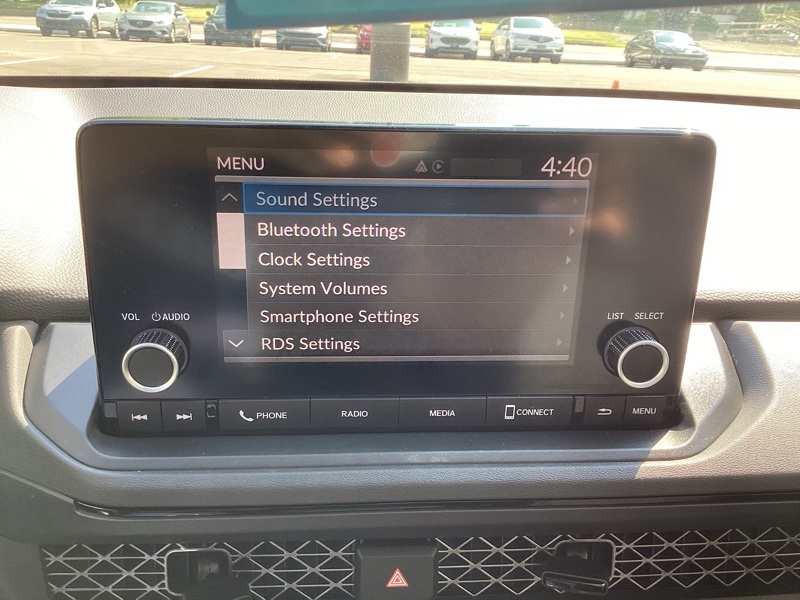 MENU 4:40
Sound Settings
Bluetooth Settings
Clock Settings
System Volumes
Smartphone Settings
RDS Settings
VOL AUDIO
LIST SELECT
PHONE RADIO MEDIA CONNECT MENU